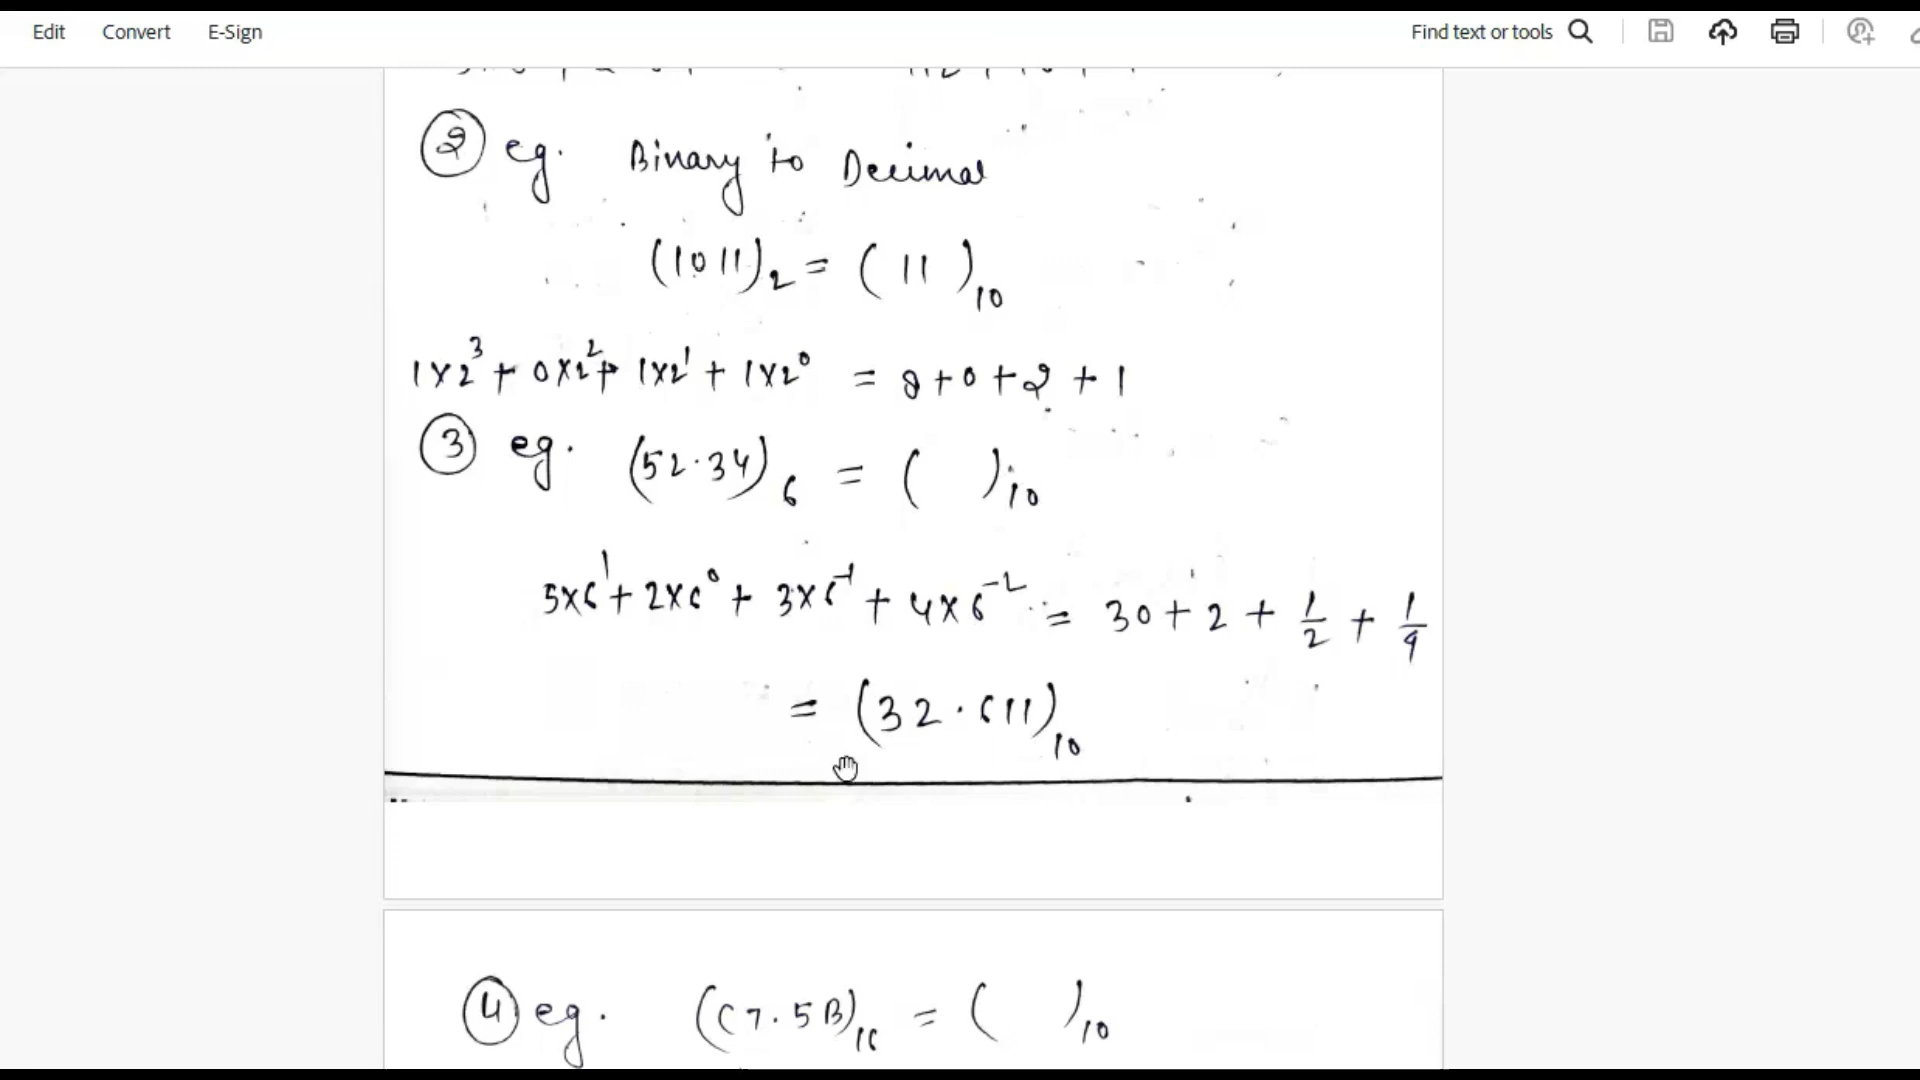 Edit Convert E-Sign Find text or tools
② eg. Binary to Decimal
(1011)₂ = ( 11 )₁₀
1×2³ + 0×2² + 1×2¹ + 1×2⁰ = 8+0+2+1
③ eg. (52.34)₆ = ( )₁₀
5×6¹ + 2×6⁰ + 3×6⁻¹ + 4×6⁻² = 30 + 2 + 1/2 + 1/9
= (32.611)₁₀
④ eg. (C7.5B)₁₆ = ( )₁₀